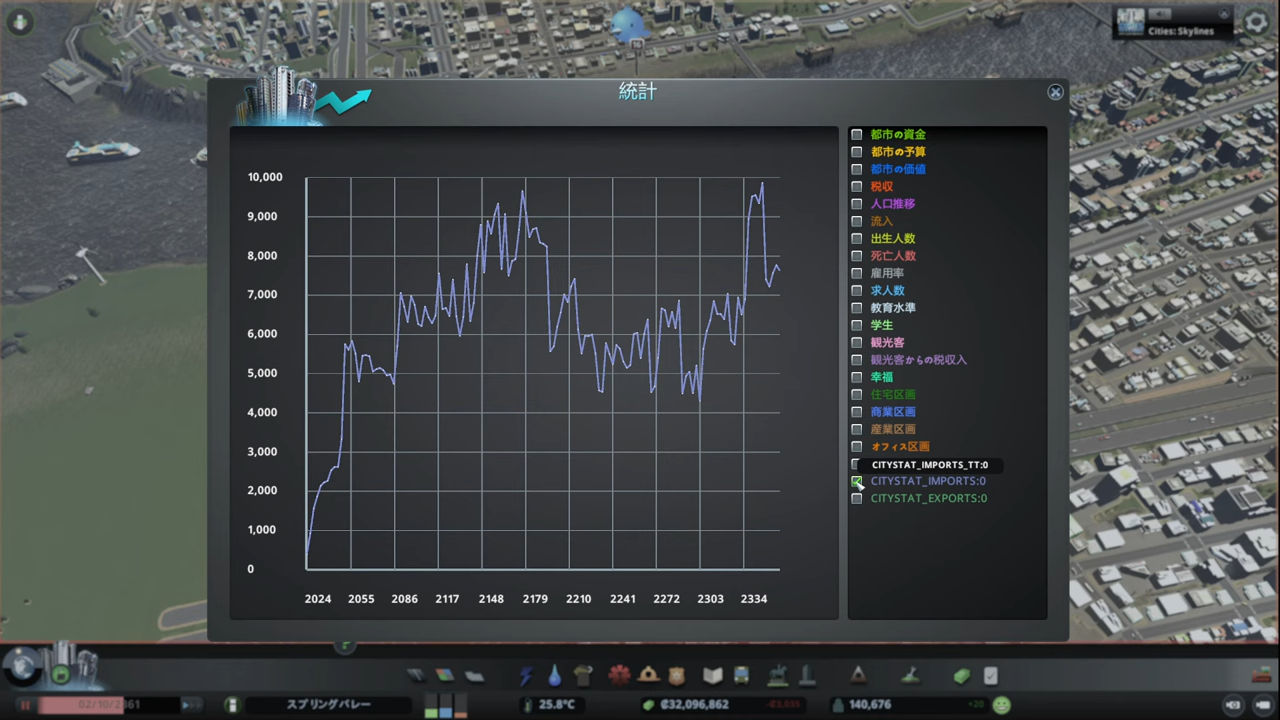 Cities: Skylines
統計
10,000
9,000
8,000
7,000
6,000
5,000
4,000
3,000
2,000
1,000
0
2024 2055 2086 2117 2148 2179 2210 2241 2272 2303 2334
都市の資金
都市の予算
都市の価値
税収
人口推移
流入
出生人数
死亡人数
雇用率
求人数
教育水準
学生
観光客
観光客からの税収入
幸福
住宅区画
商業区画
産業区画
オフィス区画
CITYSTAT_IMPORTS_TT:0
CITYSTAT_IMPORTS:0
CITYSTAT_EXPORTS:0
スプリングバレー
25.8°C
₡32,096,862
140,676
+20